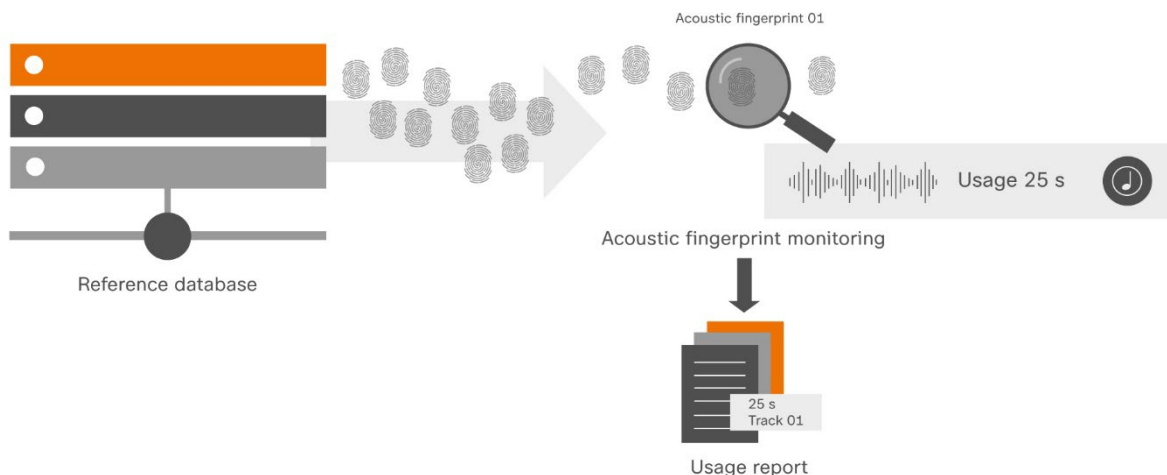 Acoustic fingerprint 01
Usage 25 s
Acoustic fingerprint monitoring
Reference database
25 s
Track 01
Usage report